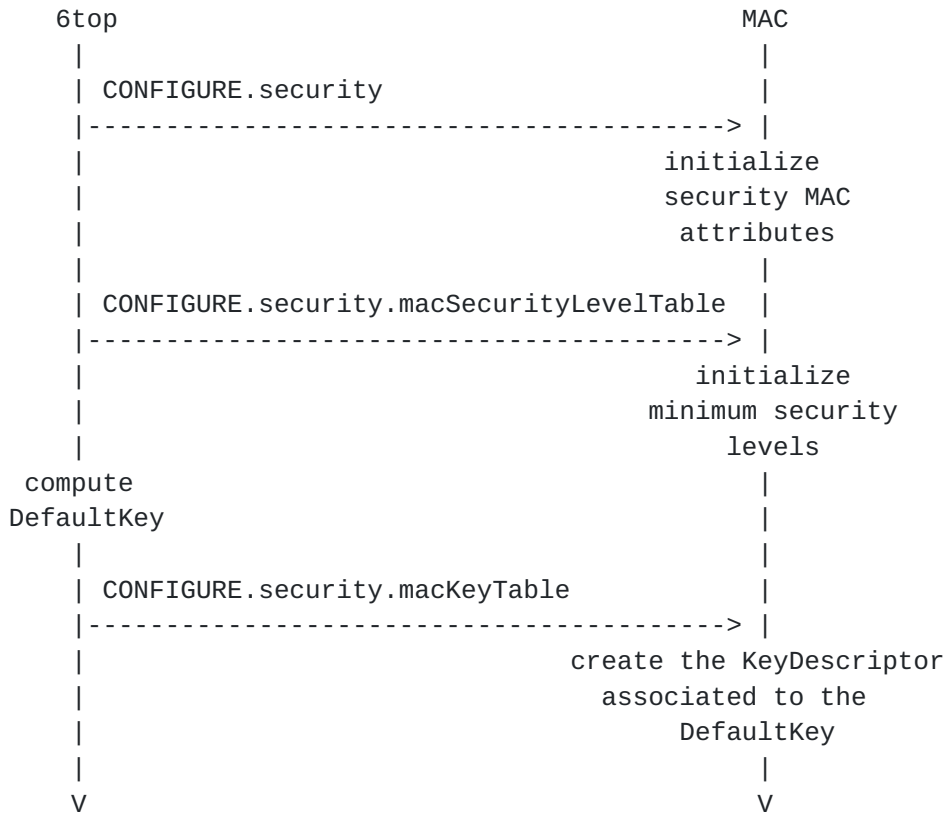 6top MAC
CONFIGURE.security
initialize
security MAC
attributes
CONFIGURE.security.macSecurityLevelTable
initialize
minimum security
levels
compute
DefaultKey
CONFIGURE.security.macKeyTable
create the KeyDescriptor
associated to the
DefaultKey
V V